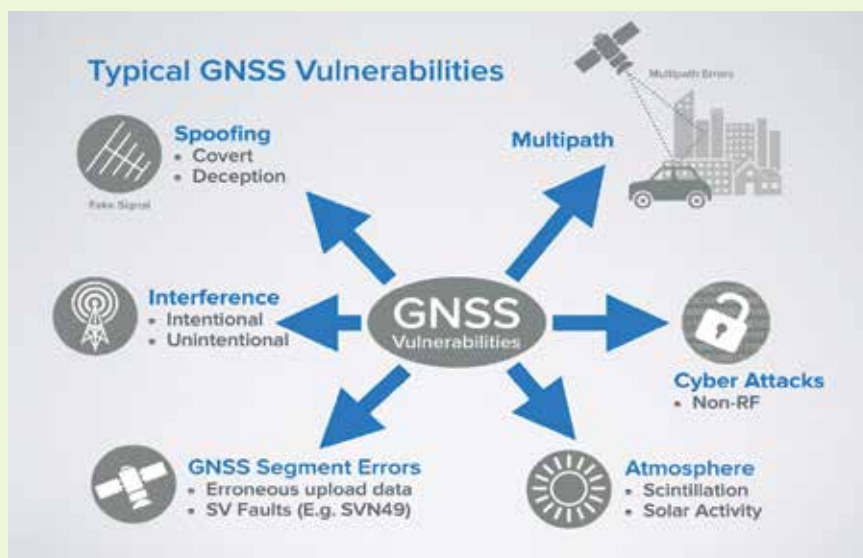 Typical GNSS Vulnerabilities
Multipath Errors
Spoofing
• Covert
• Deception
Fake Signal
Multipath
Interference
• Intentional
• Unintentional
GNSS
Vulnerabilities
Cyber Attacks
• Non-RF
GNSS Segment Errors
• Erroneous upload data
• SV Faults (E.g. SVN49)
Atmosphere
• Scintillation
• Solar Activity